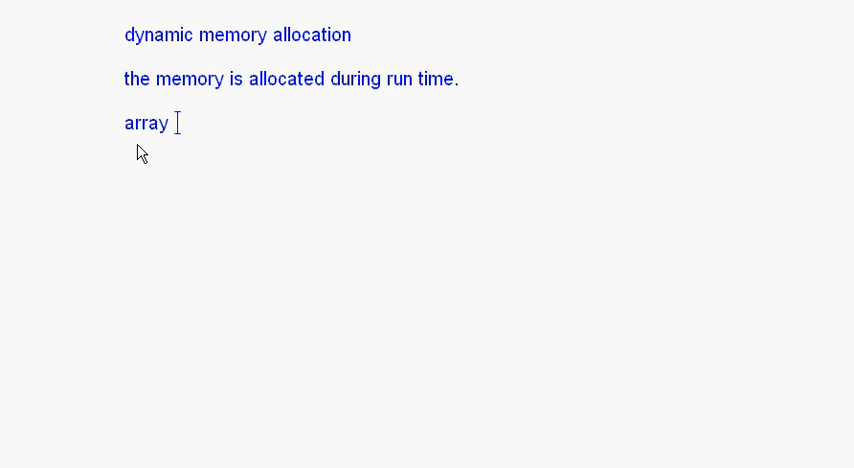 dynamic memory allocation
the memory is allocated during run time.
array